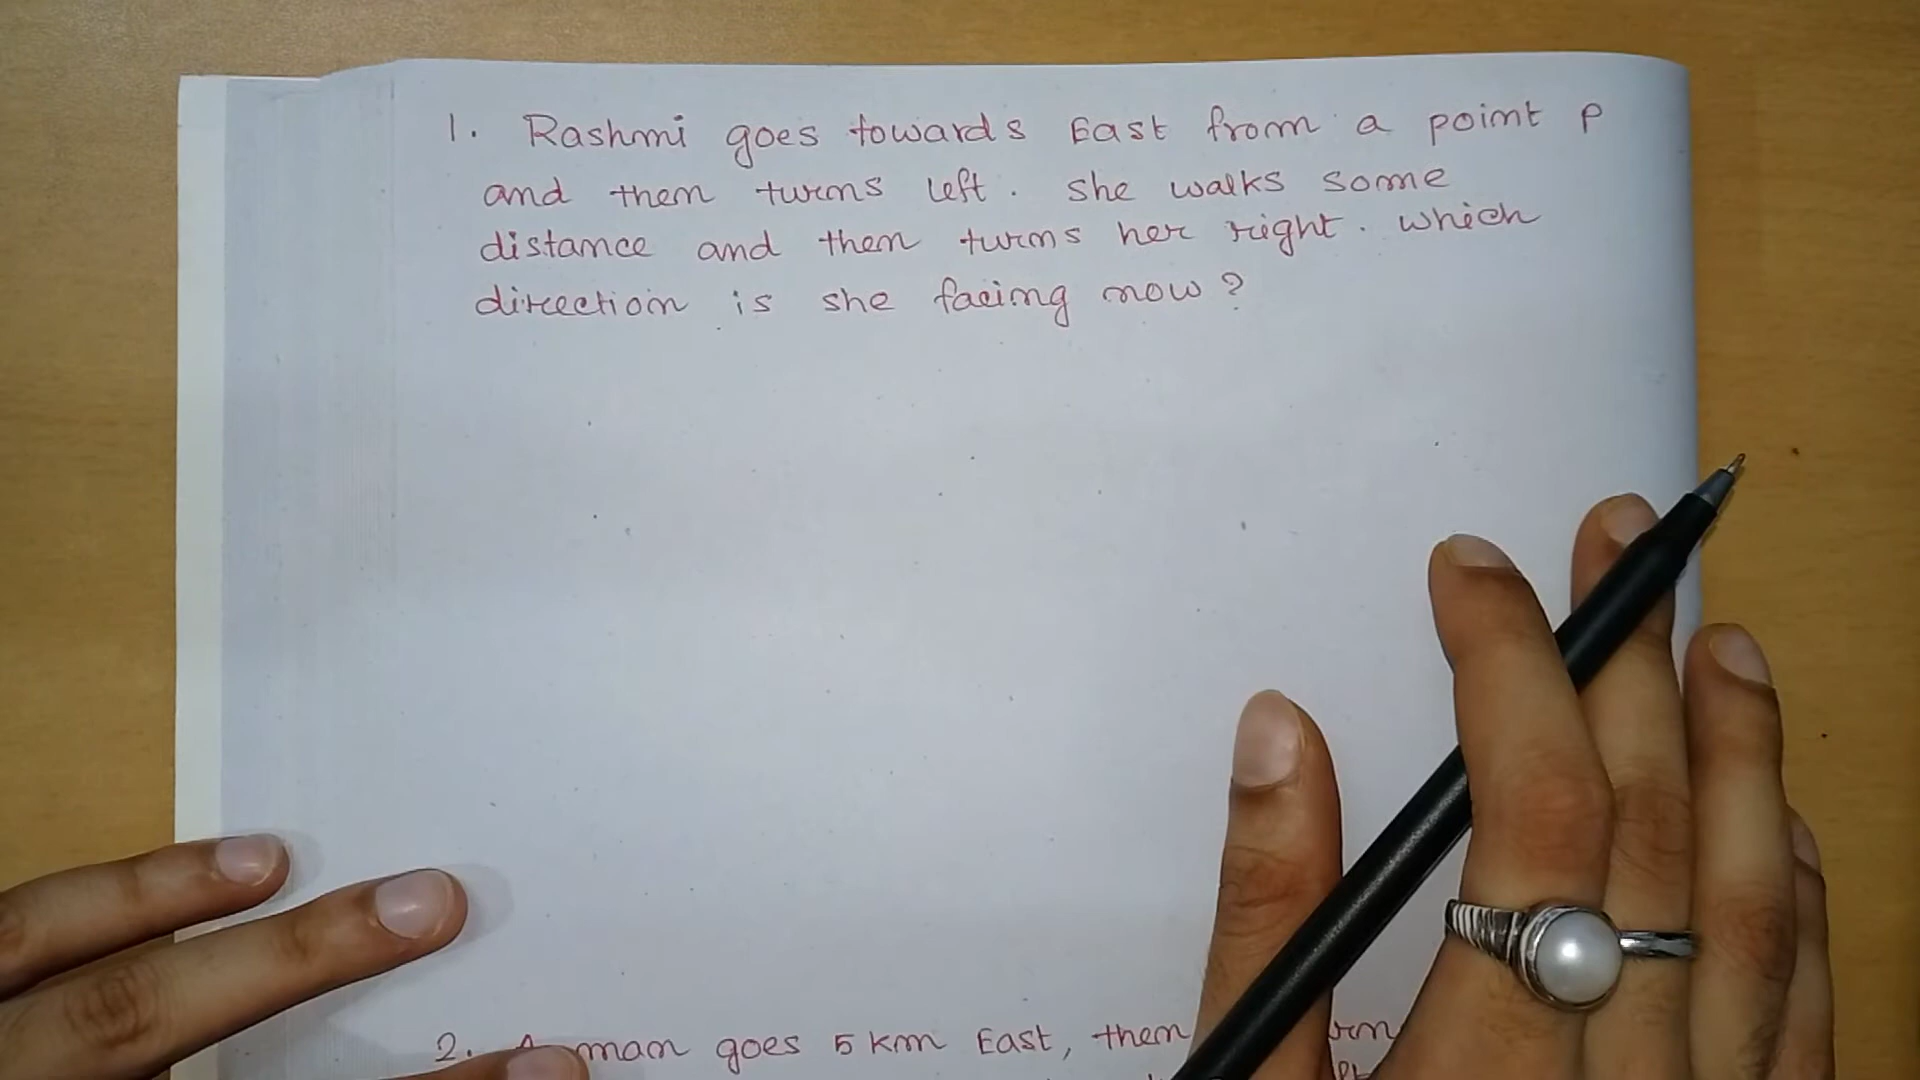 1. Rashmi goes towards East from a point P
and then turns left. She walks some
distance and then turns her right. which
direction is she facing now?
2. A man goes 5 km East, then